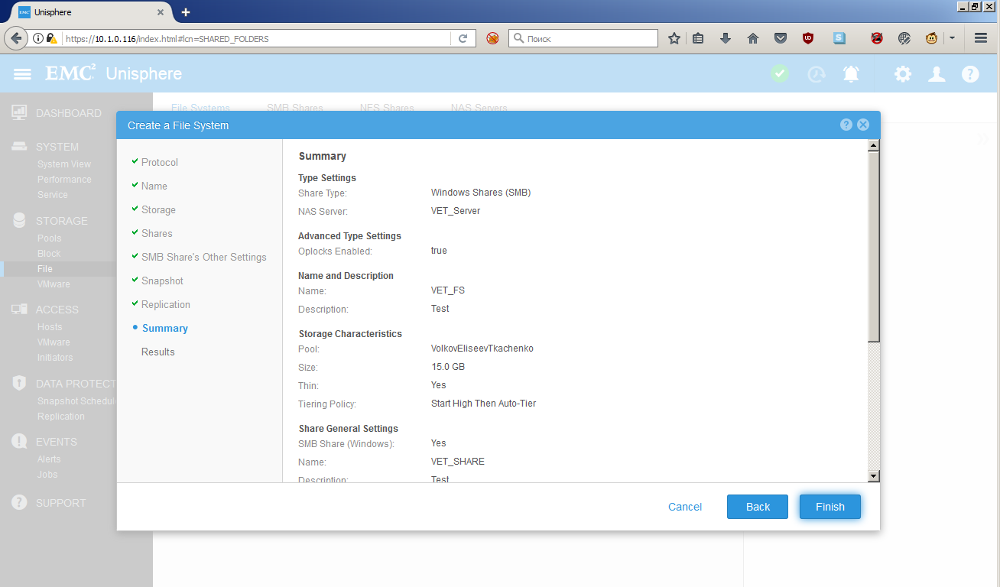 EMC Unisphere
https://10.1.0.116/index.html#lcn=SHARED_FOLDERS
Поиск
EMC² Unisphere
File Systems SMB Shares NFS Shares NAS Servers
DASHBOARD
SYSTEM
System View
Performance
Service
STORAGE
Pools
Block
File
VMware
ACCESS
Hosts
VMware
Initiators
DATA PROTECT
Snapshot Schedul
Replication
EVENTS
Alerts
Jobs
SUPPORT
Create a File System
Protocol
Name
Storage
Shares
SMB Share's Other Settings
Snapshot
Replication
Summary
Results
Summary
Type Settings
Share Type: Windows Shares (SMB)
NAS Server: VET_Server
Advanced Type Settings
Oplocks Enabled: true
Name and Description
Name: VET_FS
Description: Test
Storage Characteristics
Pool: VolkovEliseevTkachenko
Size: 15.0 GB
Thin: Yes
Tiering Policy: Start High Then Auto-Tier
Share General Settings
SMB Share (Windows): Yes
Name: VET_SHARE
Description: Test
Cancel Back Finish